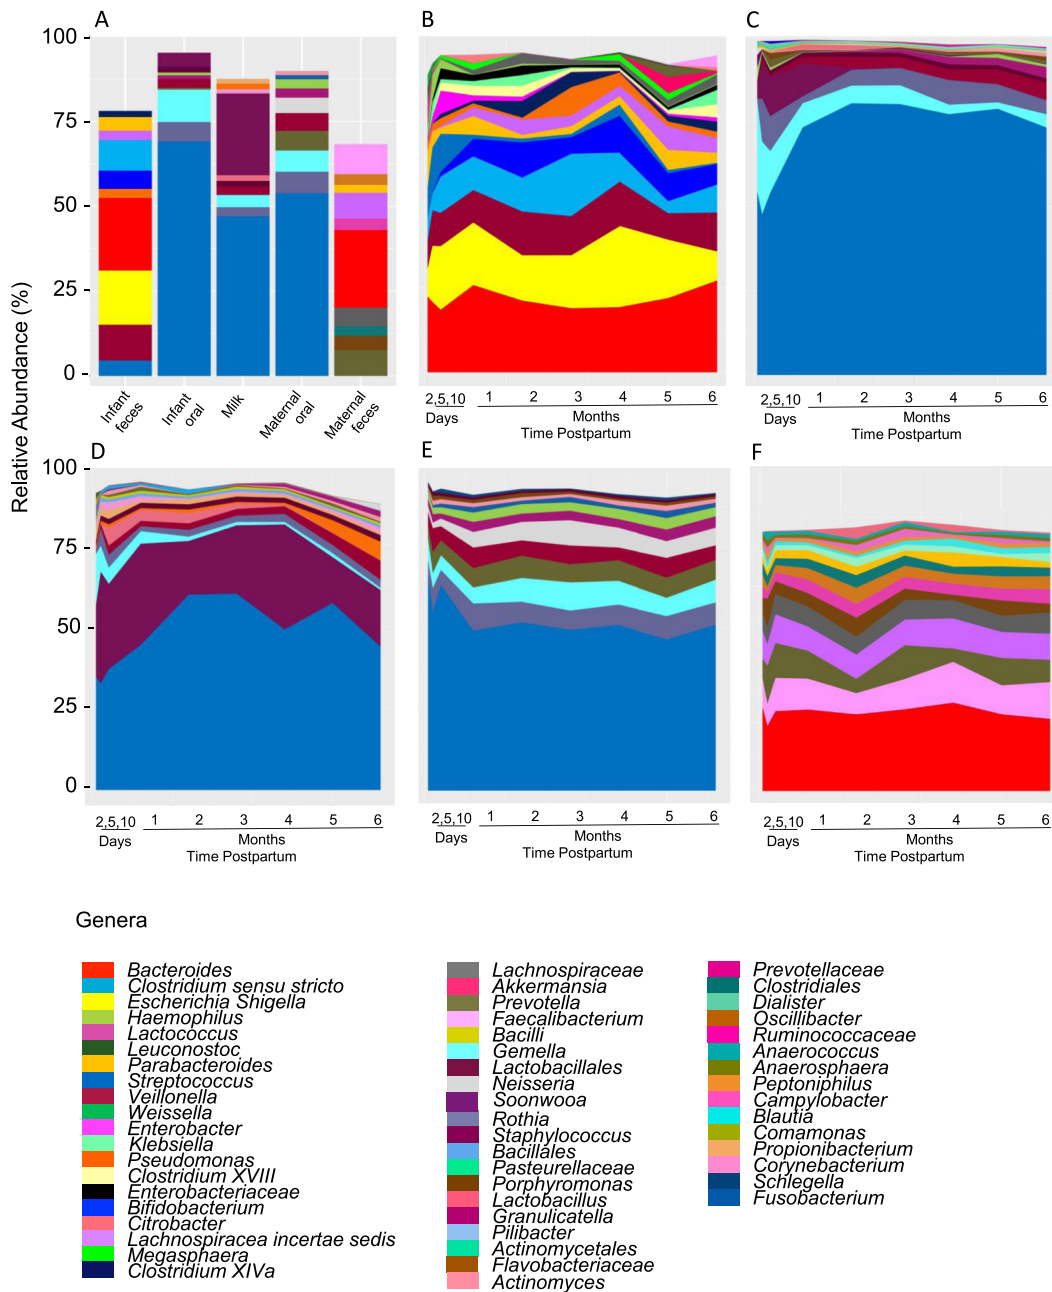 A
B
C
100
75
50
25
0
Relative Abundance (%)
Infant feces
Infant oral
Milk
Maternal oral
Maternal feces
2,5,10 1 2 3 4 5 6
Days Months
Time Postpartum
2,5,10 1 2 3 4 5 6
Days Months
Time Postpartum
D
E
F
100
75
50
25
0
2,5,10 1 2 3 4 5 6
Days Months
Time Postpartum
2,5,10 1 2 3 4 5 6
Days Months
Time Postpartum
2,5,10 1 2 3 4 5 6
Days Months
Time Postpartum
Genera
Bacteroides
Clostridium sensu stricto
Escherichia Shigella
Haemophilus
Lactococcus
Leuconostoc
Parabacteroides
Streptococcus
Veillonella
Weissella
Enterobacter
Klebsiella
Pseudomonas
Clostridium XVIII
Enterobacteriaceae
Bifidobacterium
Citrobacter
Lachnospiracea incertae sedis
Megasphaera
Clostridium XIVa
Lachnospiraceae
Akkermansia
Prevotella
Faecalibacterium
Bacilli
Gemella
Lactobacillales
Neisseria
Soonwooa
Rothia
Staphylococcus
Bacillales
Pasteurellaceae
Porphyromonas
Lactobacillus
Granulicatella
Pilibacter
Actinomycetales
Flavobacteriaceae
Actinomyces
Prevotellaceae
Clostridiales
Dialister
Oscillibacter
Ruminococcaceae
Anaerococcus
Anaerosphaera
Peptoniphilus
Campylobacter
Blautia
Comamonas
Propionibacterium
Corynebacterium
Schlegella
Fusobacterium